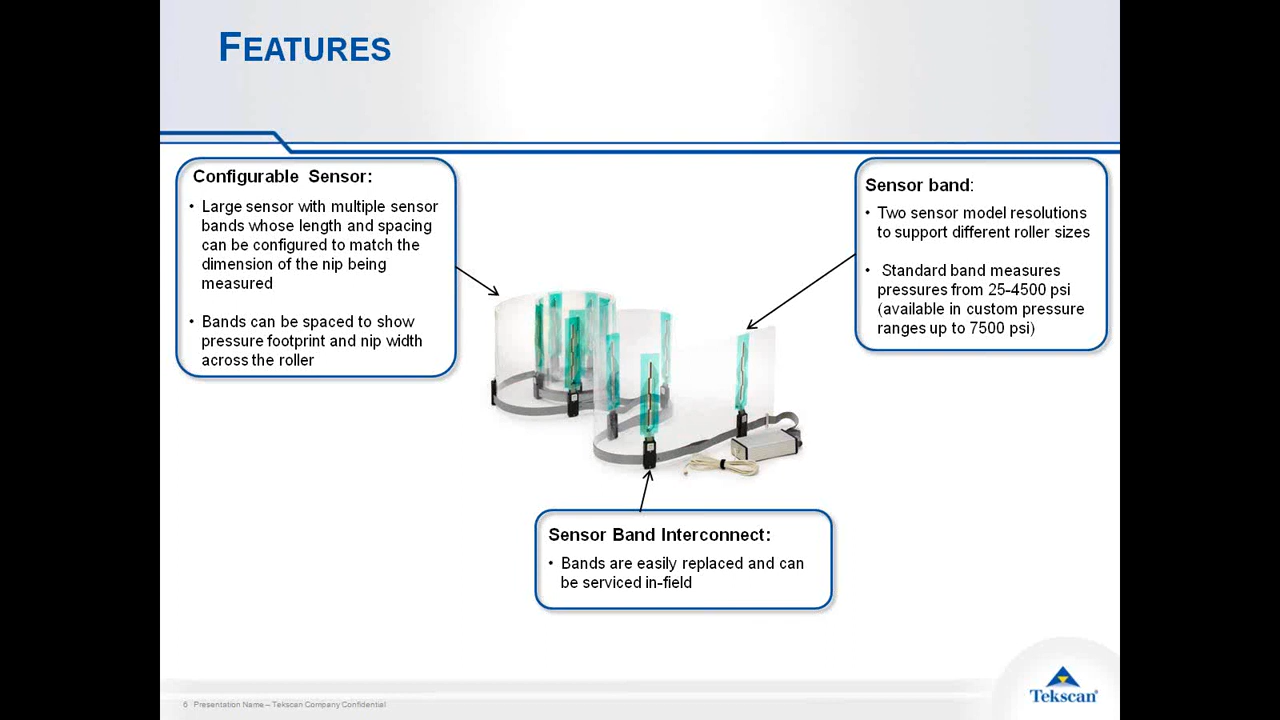 FEATURES
Configurable Sensor:
• Large sensor with multiple sensor
bands whose length and spacing
can be configured to match the
dimension of the nip being
measured
• Bands can be spaced to show
pressure footprint and nip width
across the roller
Sensor band:
• Two sensor model resolutions
to support different roller sizes
• Standard band measures
pressures from 25-4500 psi
(available in custom pressure
ranges up to 7500 psi)
Sensor Band Interconnect:
• Bands are easily replaced and can
be serviced in-field
6 Presentation Name – Tekscan Company Confidential
Tekscan®